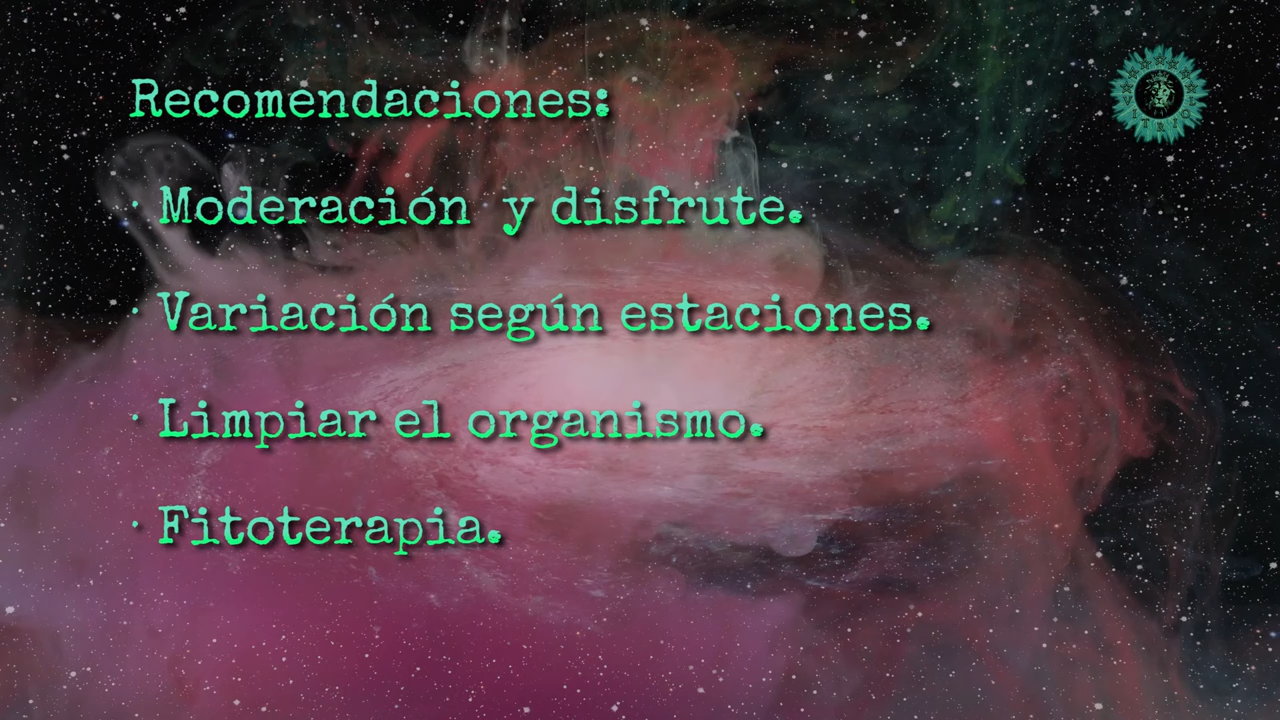 Recomendaciones:
· Moderación y disfrute.
· Variación según estaciones.
· Limpiar el organismo.
· Fitoterapia.